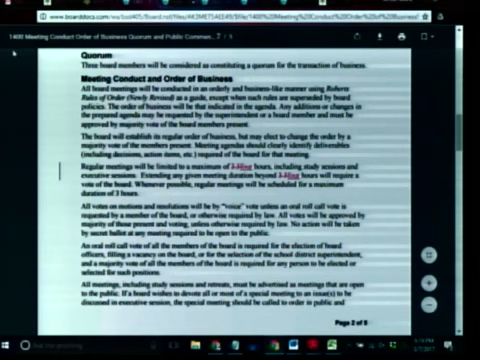 1400 Meeting Conduct Order of Business Quorum and Public Commen...
Quorum
Three board members will be considered as constituting a quorum for the transaction of business.
Meeting Conduct and Order of Business
All board meetings will be conducted in an orderly and business-like manner using Roberts
Rules of Order (Newly Revised) as a guide, except when such rules are superseded by board
policies. The order of business will be that indicated in the agenda. Any additions or changes in
the prepared agenda may be requested by the superintendent or a board member and must be
approved by majority vote of the board members present.
The board will establish its regular order of business, but may elect to change the order by a
majority vote of the members present. Meeting agendas should clearly identify deliverables
(including decisions, action items, etc.) required of the board for that meeting.
Regular meetings will be limited to a maximum of hours, including study sessions and
executive sessions. Extending any given meeting duration beyond hours will require a
vote of the board. Whenever possible, regular meetings will be scheduled for a maximum
duration of 3 hours.
All votes on motions and resolutions will be by "voice" vote unless an oral roll call vote is
requested by a member of the board, or otherwise required by law. All votes will be approved by
majority of those present and voting, unless otherwise required by law. No action will be taken
by secret ballot at any meeting required to be open to the public.
An oral roll call vote of all the members of the board is required for the election of board
officers, filling a vacancy on the board, or for the selection of the school district superintendent,
and a majority vote of all the members of the board is required for any person to be elected or
selected for such positions.
All meetings, including study sessions and retreats, must be advertised as meetings that are
open to the public. If a board wishes to devote all or most of a special meeting to an issue(s) to be
discussed in executive session, the special meeting should be called to order in public and
Page 2 of 5